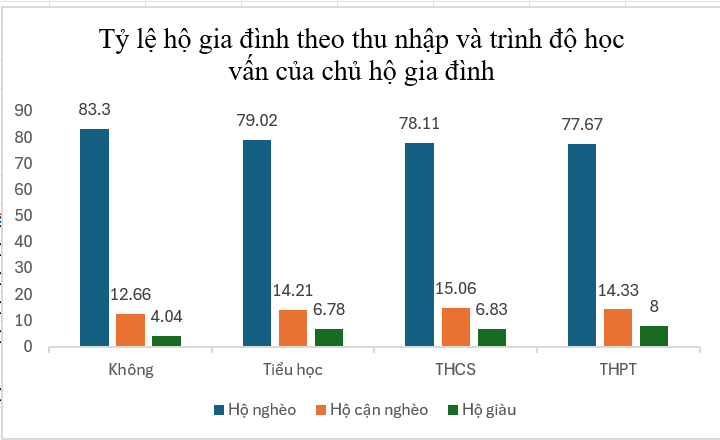 Tỷ lệ hộ gia đình theo thu nhập và trình độ học
vấn của chủ hộ gia đình
90
80
70
60
50
40
30
20
10
0
83.3
12.66
4.04
79.02
14.21
6.78
78.11
15.06
6.83
77.67
14.33
8
Không
Tiểu học
THCS
THPT
Hộ nghèo
Hộ cận nghèo
Hộ giàu